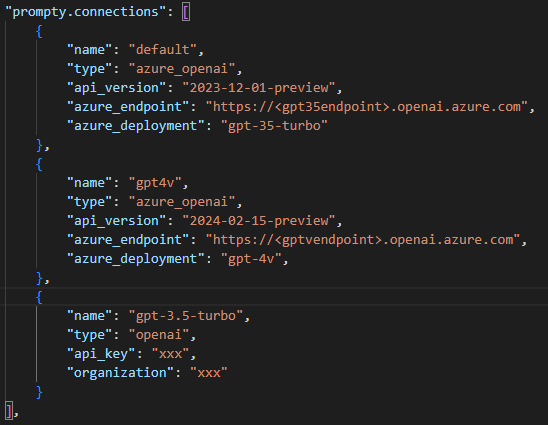 "prompty.connections": [
{
"name": "default",
"type": "azure_openai",
"api_version": "2023-12-01-preview",
"azure_endpoint": "https://<gpt35endpoint>.openai.azure.com",
"azure_deployment": "gpt-35-turbo"
},
{
"name": "gpt4v",
"type": "azure_openai",
"api_version": "2024-02-15-preview",
"azure_endpoint": "https://<gptvendpoint>.openai.azure.com",
"azure_deployment": "gpt-4v",
},
{
"name": "gpt-3.5-turbo",
"type": "openai",
"api_key": "xxx",
"organization": "xxx"
}
],